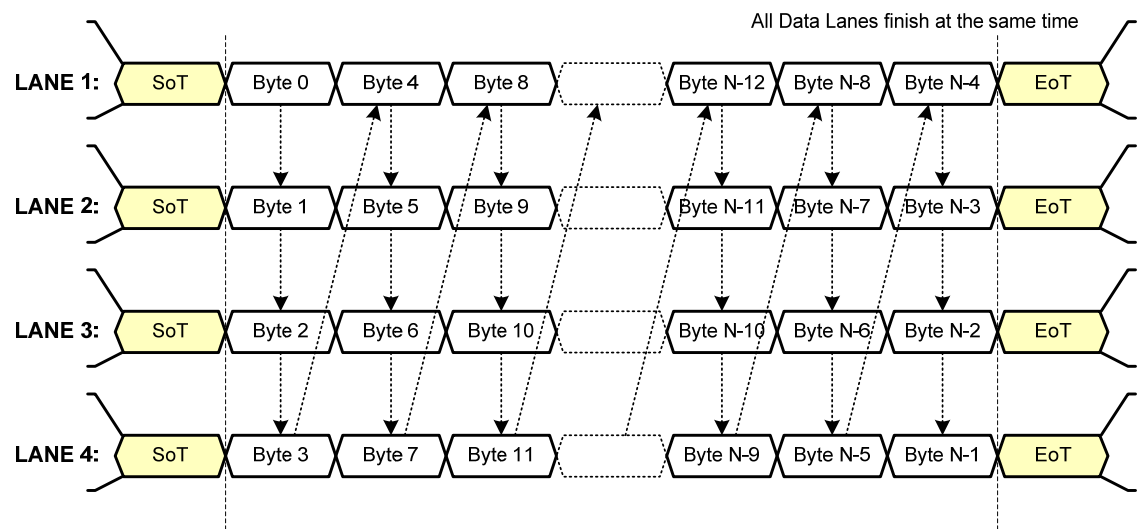 All Data Lanes finish at the same time
LANE 1: SoT Byte 0 Byte 4 Byte 8 Byte N-12 Byte N-8 Byte N-4 EoT
LANE 2: SoT Byte 1 Byte 5 Byte 9 Byte N-11 Byte N-7 Byte N-3 EoT
LANE 3: SoT Byte 2 Byte 6 Byte 10 Byte N-10 Byte N-6 Byte N-2 EoT
LANE 4: SoT Byte 3 Byte 7 Byte 11 Byte N-9 Byte N-5 Byte N-1 EoT